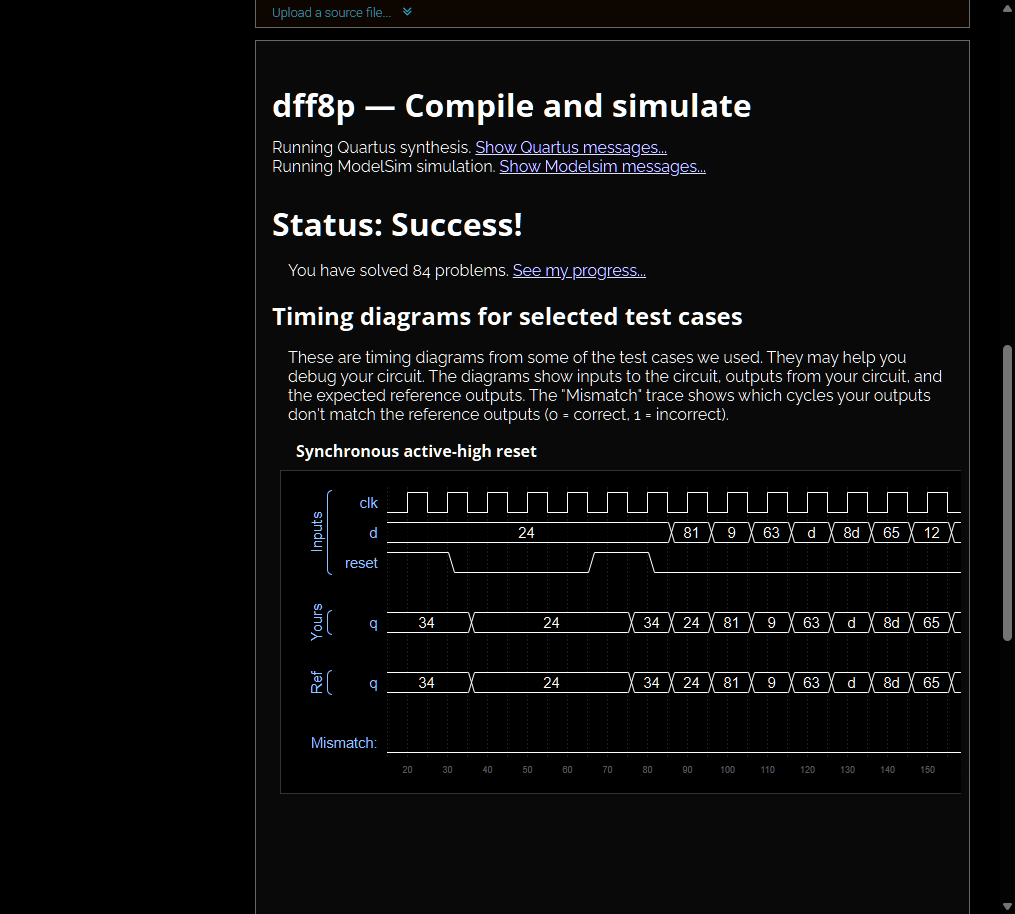 Upload a source file...
dff8p — Compile and simulate
Running Quartus synthesis. Show Quartus messages...
Running ModelSim simulation. Show Modelsim messages...
Status: Success!
You have solved 84 problems. See my progress...
Timing diagrams for selected test cases
These are timing diagrams from some of the test cases we used. They may help you
debug your circuit. The diagrams show inputs to the circuit, outputs from your circuit, and
the expected reference outputs. The "Mismatch" trace shows which cycles your outputs
don't match the reference outputs (0 = correct, 1 = incorrect).
Synchronous active-high reset
Inputs
clk
d 24 81 9 63 d 8d 65 12
reset
Yours
q 34 24 34 24 81 9 63 d 8d 65
Ref
q 34 24 34 24 81 9 63 d 8d 65
Mismatch:
20 30 40 50 60 70 80 90 100 110 120 130 140 150